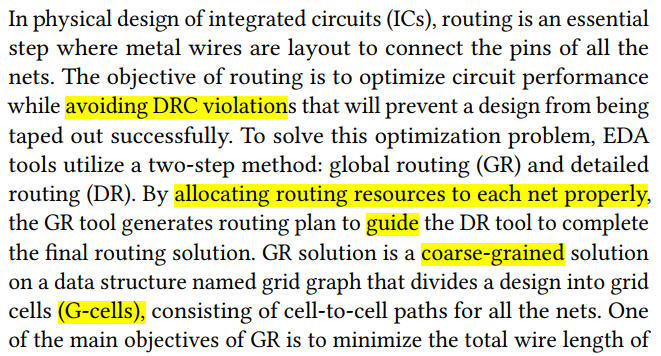 In physical design of integrated circuits (ICs), routing is an essential
step where metal wires are layout to connect the pins of all the
nets. The objective of routing is to optimize circuit performance
while avoiding DRC violations that will prevent a design from being
taped out successfully. To solve this optimization problem, EDA
tools utilize a two-step method: global routing (GR) and detailed
routing (DR). By allocating routing resources to each net properly,
the GR tool generates routing plan to guide the DR tool to complete
the final routing solution. GR solution is a coarse-grained solution
on a data structure named grid graph that divides a design into grid
cells (G-cells), consisting of cell-to-cell paths for all the nets. One
of the main objectives of GR is to minimize the total wire length of